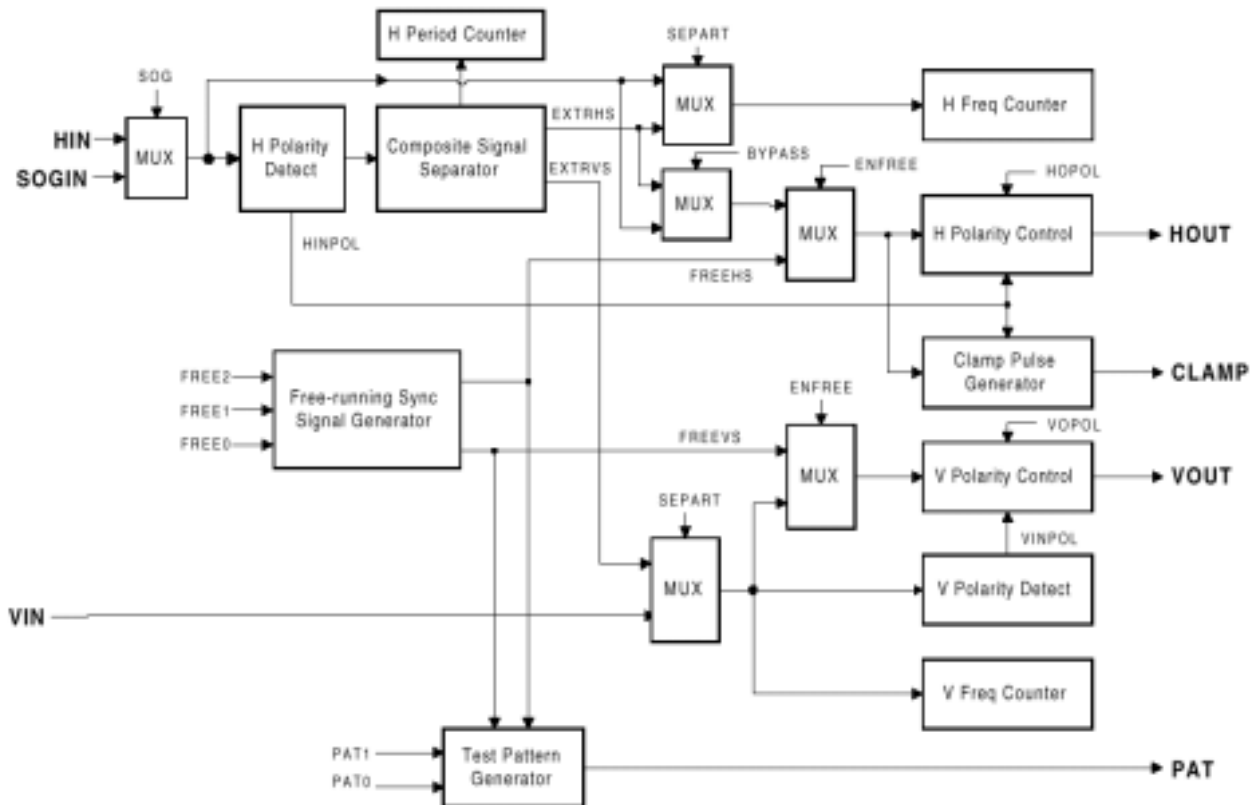 H Period Counter
SEPART
SOG
MUX
H Freq Counter
HIN
MUX
H Polarity
Detect
Composite Signal
Separator
EXTRHS
SOGIN
EXTRVS
BYPASS
ENFREE
HOPOL
MUX
MUX
H Polarity Control
HOUT
HINPOL
FREEHS
FREE2
FREE1
FREE0
Free-running Sync
Signal Generator
Clamp Pulse
Generator
CLAMP
ENFREE
VOPOL
FREEVS
MUX
V Polarity Control
VOUT
SEPART
VINPOL
MUX
V Polarity Detect
VIN
V Freq Counter
PAT1
PAT0
Test Pattern
Generator
PAT